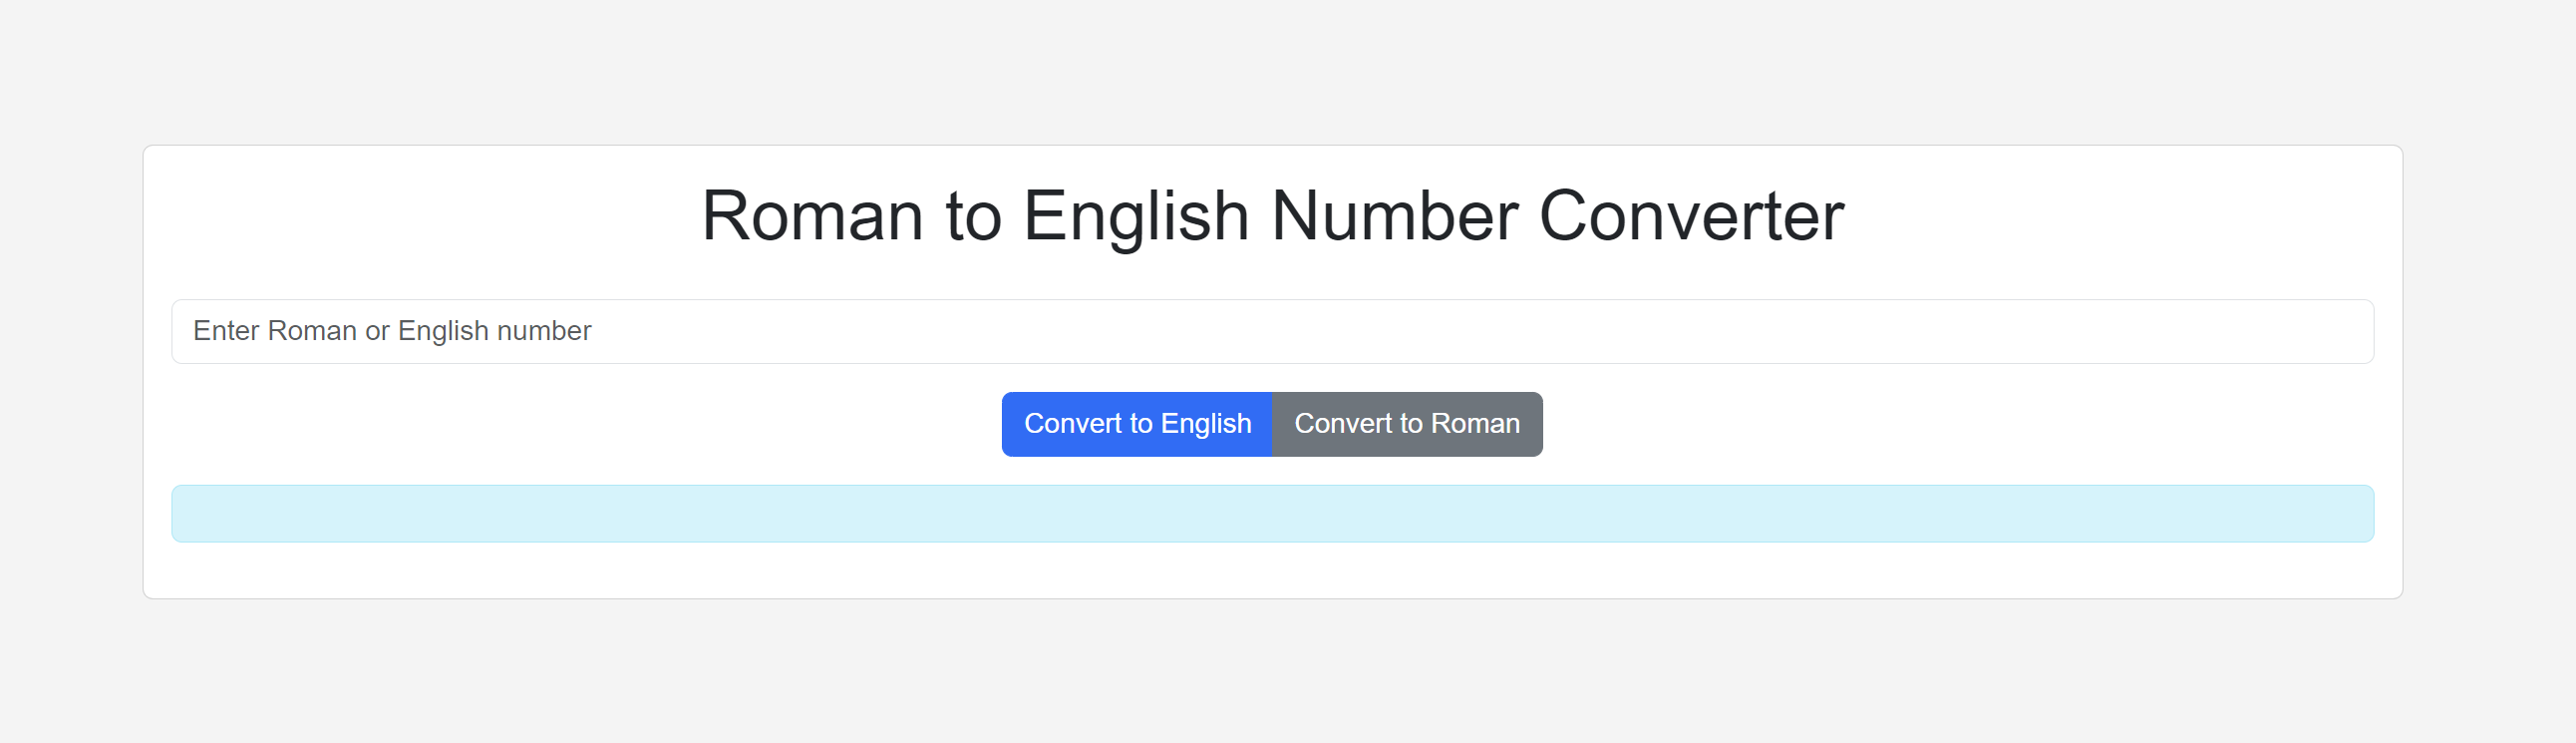 Roman to English Number Converter
Enter Roman or English number
Convert to English Convert to Roman